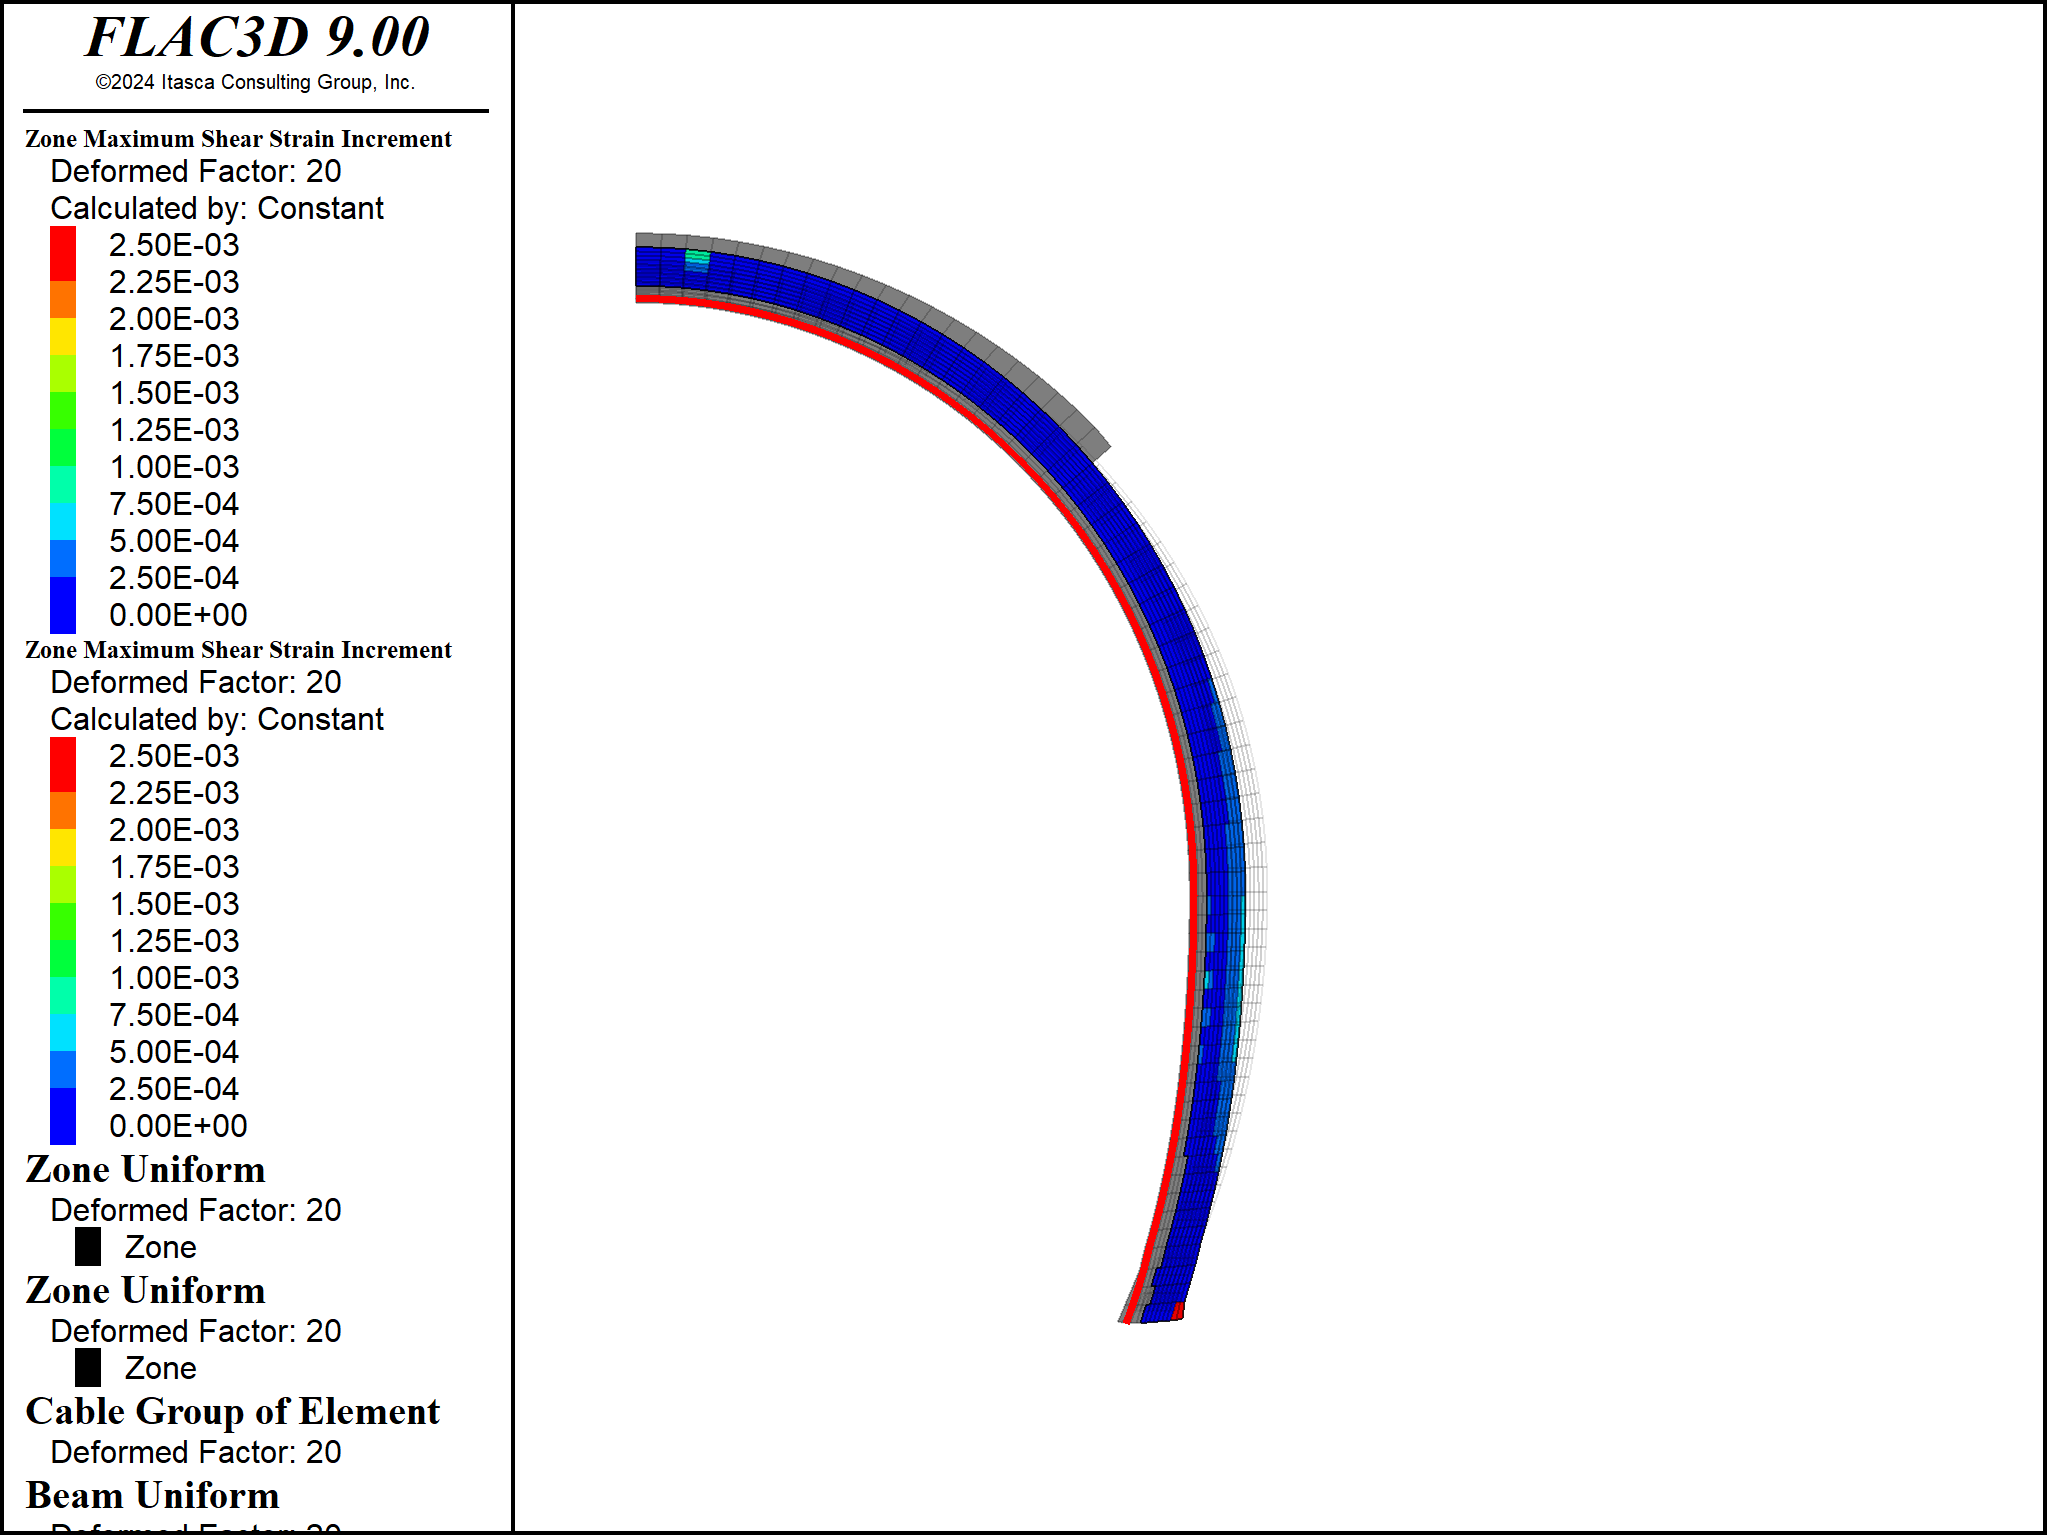 FLAC3D 9.00
©2024 Itasca Consulting Group, Inc.
Zone Maximum Shear Strain Increment
Deformed Factor: 20
Calculated by: Constant
2.50E-03
2.25E-03
2.00E-03
1.75E-03
1.50E-03
1.25E-03
1.00E-03
7.50E-04
5.00E-04
2.50E-04
0.00E+00
Zone Maximum Shear Strain Increment
Deformed Factor: 20
Calculated by: Constant
2.50E-03
2.25E-03
2.00E-03
1.75E-03
1.50E-03
1.25E-03
1.00E-03
7.50E-04
5.00E-04
2.50E-04
0.00E+00
Zone Uniform
Deformed Factor: 20
Zone
Zone Uniform
Deformed Factor: 20
Zone
Cable Group of Element
Deformed Factor: 20
Beam Uniform
Deformed Factor: 20